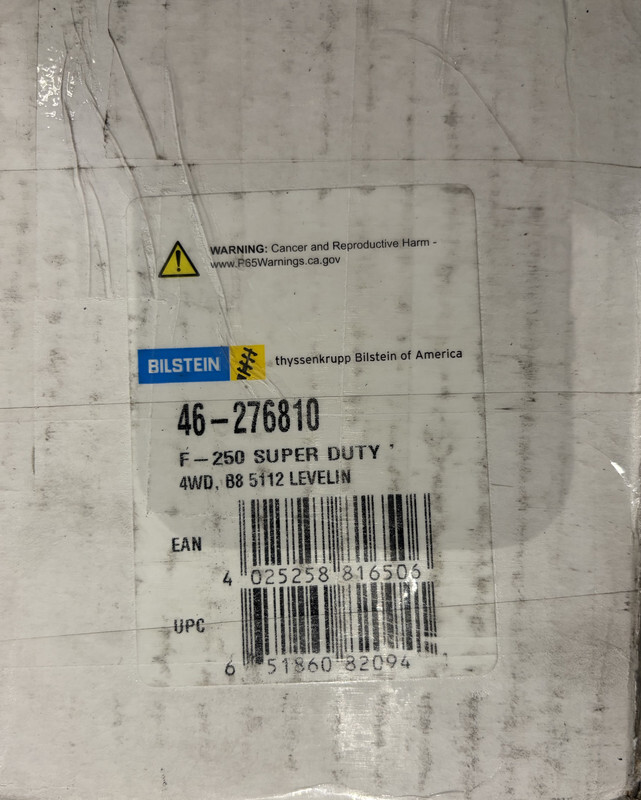 WARNING: Cancer and Reproductive Harm -
www.P65Warnings.ca.gov
BILSTEIN thyssenkrupp Bilstein of America
46-276810
F-250 SUPER DUTY
4WD, B8 5112 LEVELIN
EAN
4 025258 816506
UPC
6 51860 82094